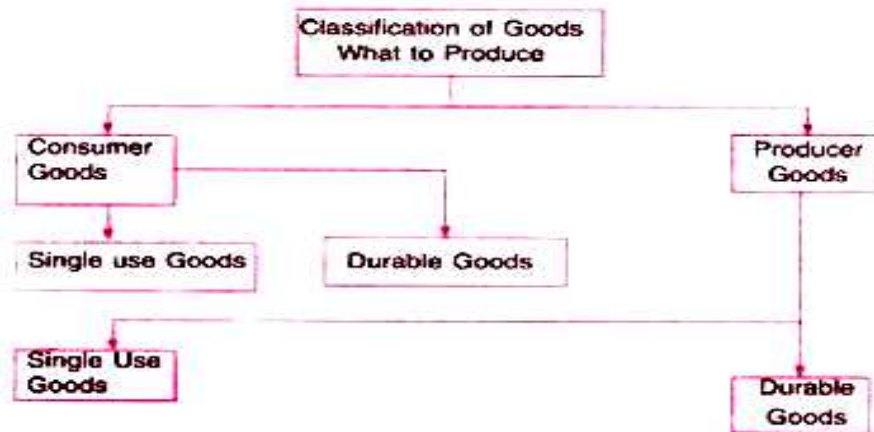 Classification of Goods
What to Produce
Consumer
Goods
Producer
Goods
Single use Goods
Durable Goods
Single Use
Goods
Durable
Goods